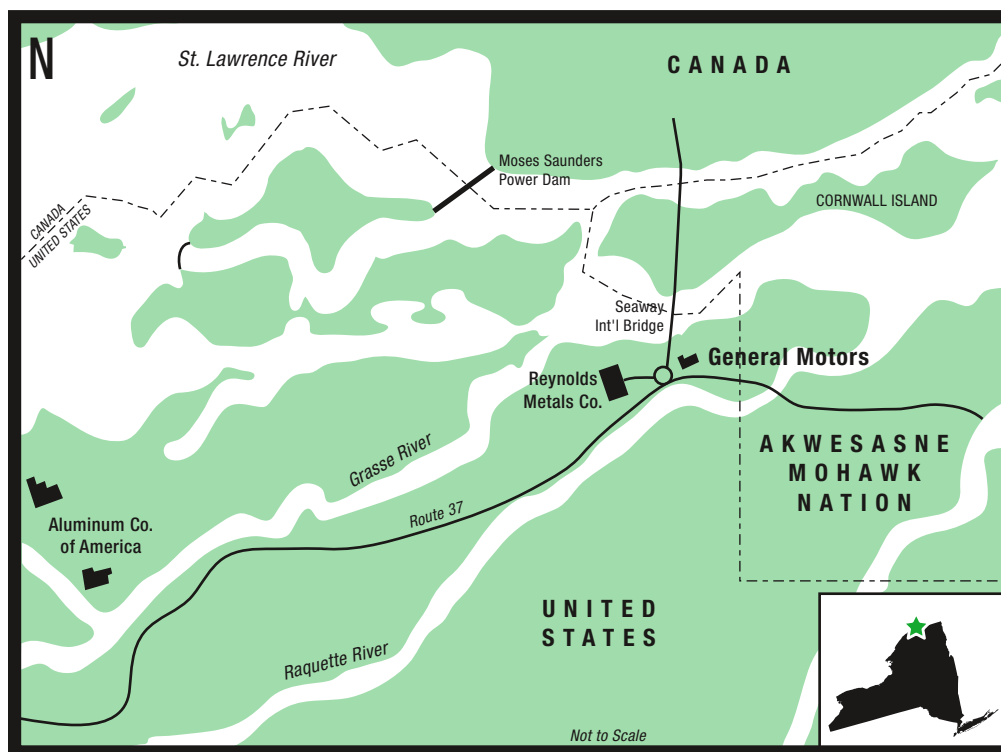 N
St. Lawrence River
CANADA
Moses Saunders
Power Dam
CANADA
UNITED STATES
CORNWALL ISLAND
Seaway
Int'l Bridge
General Motors
Reynolds
Metals Co.
Grasse River
AKWESASNE
MOHAWK
NATION
Route 37
Aluminum Co.
of America
UNITED
STATES
Raquette River
Not to Scale